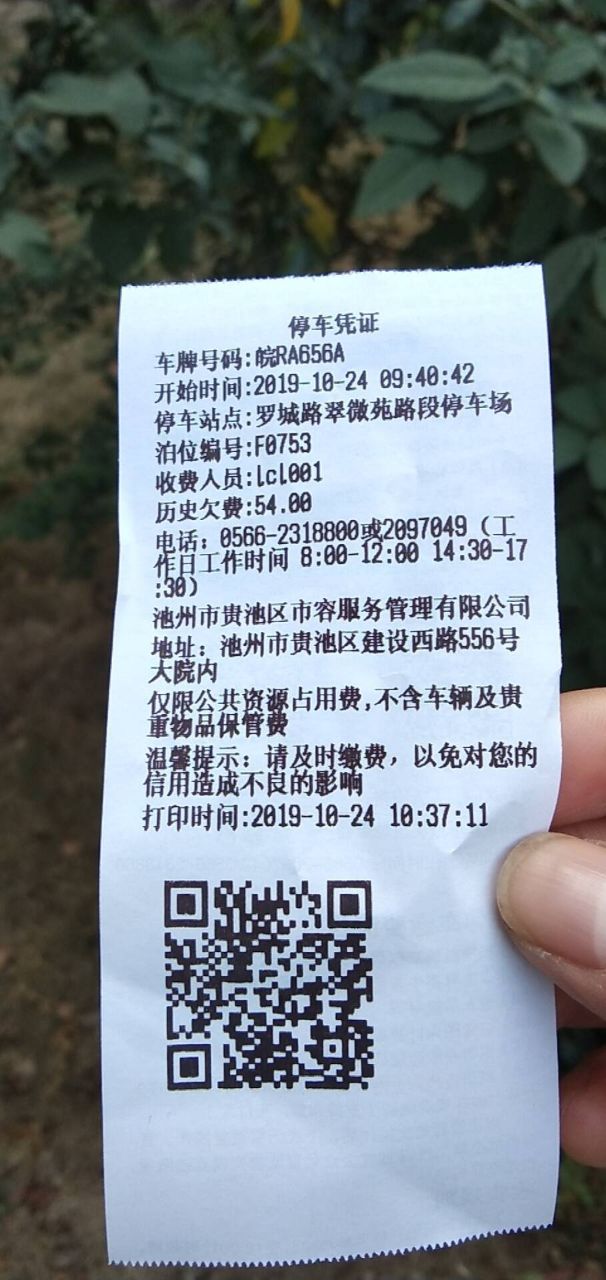 停车凭证
车牌号码:皖RA656A
开始时间:2019-10-24 09:40:42
停车站点:罗城路翠微苑路段停车场
泊位编号:F0753
收费人员:lcl001
历史欠费:54.00
电话：0566-2318800或2097049（工
作日工作时间 8:00-12:00 14:30-17
:30）
池州市贵池区市容服务管理有限公司
地址：池州市贵池区建设西路556号
大院内
仅限公共资源占用费,不含车辆及贵
重物品保管费
温馨提示：请及时缴费，以免对您的
信用造成不良的影响
打印时间:2019-10-24 10:37:11